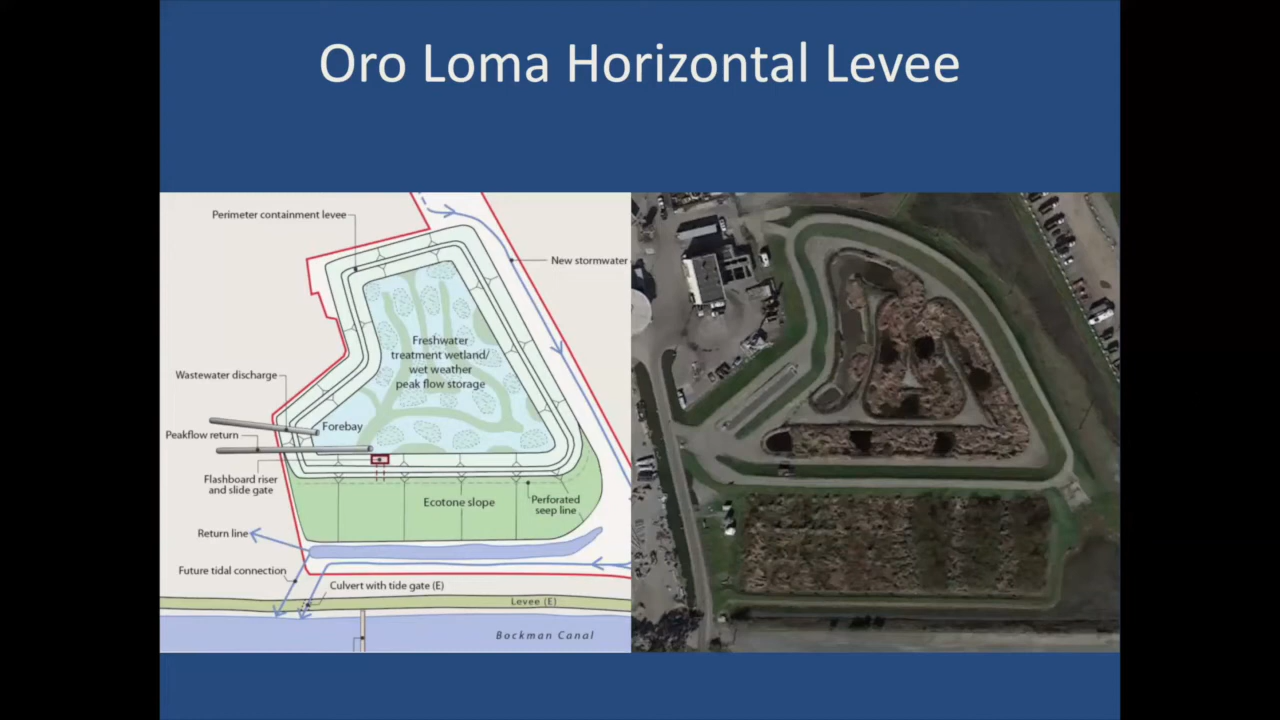 Oro Loma Horizontal Levee
Perimeter containment levee
New stormwater
Freshwater
treatment wetland/
wet weather
peak flow storage
Wastewater discharge
Forebay
Peakflow return
Flashboard riser
and slide gate
Ecotone slope
Perforated
seep line
Return line
Future tidal connection
Culvert with tide gate (E)
Levee (E)
Bockman Canal